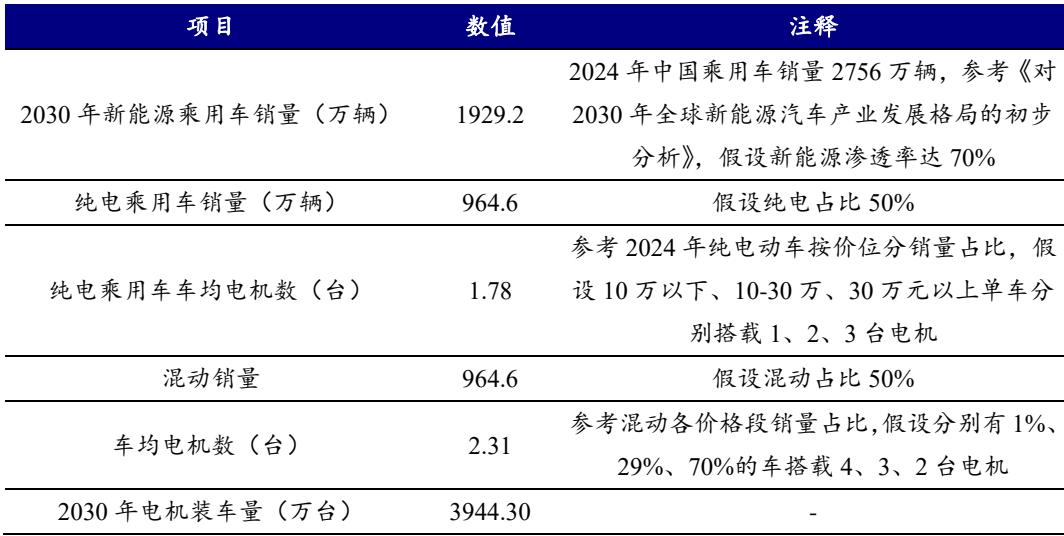 项目 数值 注释
2024 年中国乘用车销量 2756 万辆，参考《对
2030 年新能源乘用车销量（万辆） 1929.2 2030 年全球新能源汽车产业发展格局的初步
分析》，假设新能源渗透率达 70%
纯电乘用车销量（万辆） 964.6 假设纯电占比 50%
参考 2024 年纯电动车按价位分销量占比，假
纯电乘用车车均电机数（台） 1.78 设 10 万以下、10-30 万、30 万元以上单车分
别搭载 1、2、3 台电机
混动销量 964.6 假设混动占比 50%
参考混动各价格段销量占比，假设分别有 1%、
车均电机数（台） 2.31
29%、70%的车搭载 4、3、2 台电机
2030 年电机装车量（万台） 3944.30 -